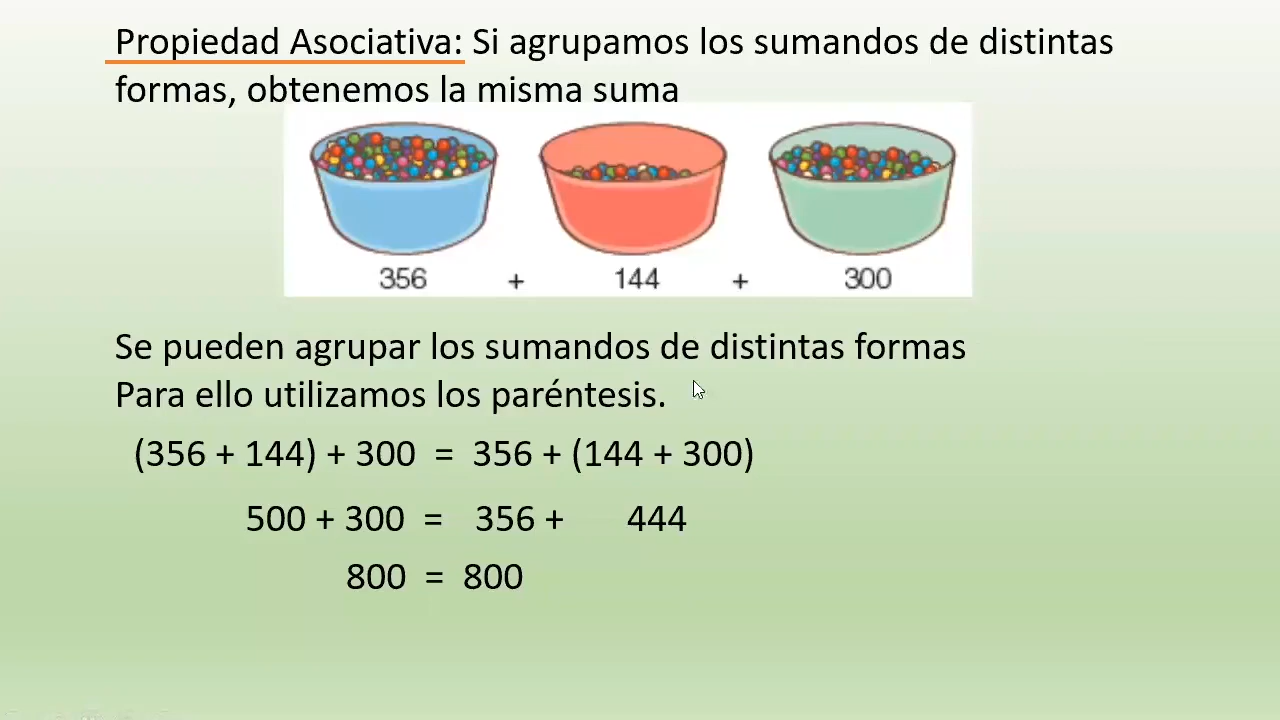 Propiedad Asociativa: Si agrupamos los sumandos de distintas
formas, obtenemos la misma suma
356 + 144 + 300
Se pueden agrupar los sumandos de distintas formas
Para ello utilizamos los paréntesis.
(356 + 144) + 300 = 356 + (144 + 300)
500 + 300 = 356 + 444
800 = 800